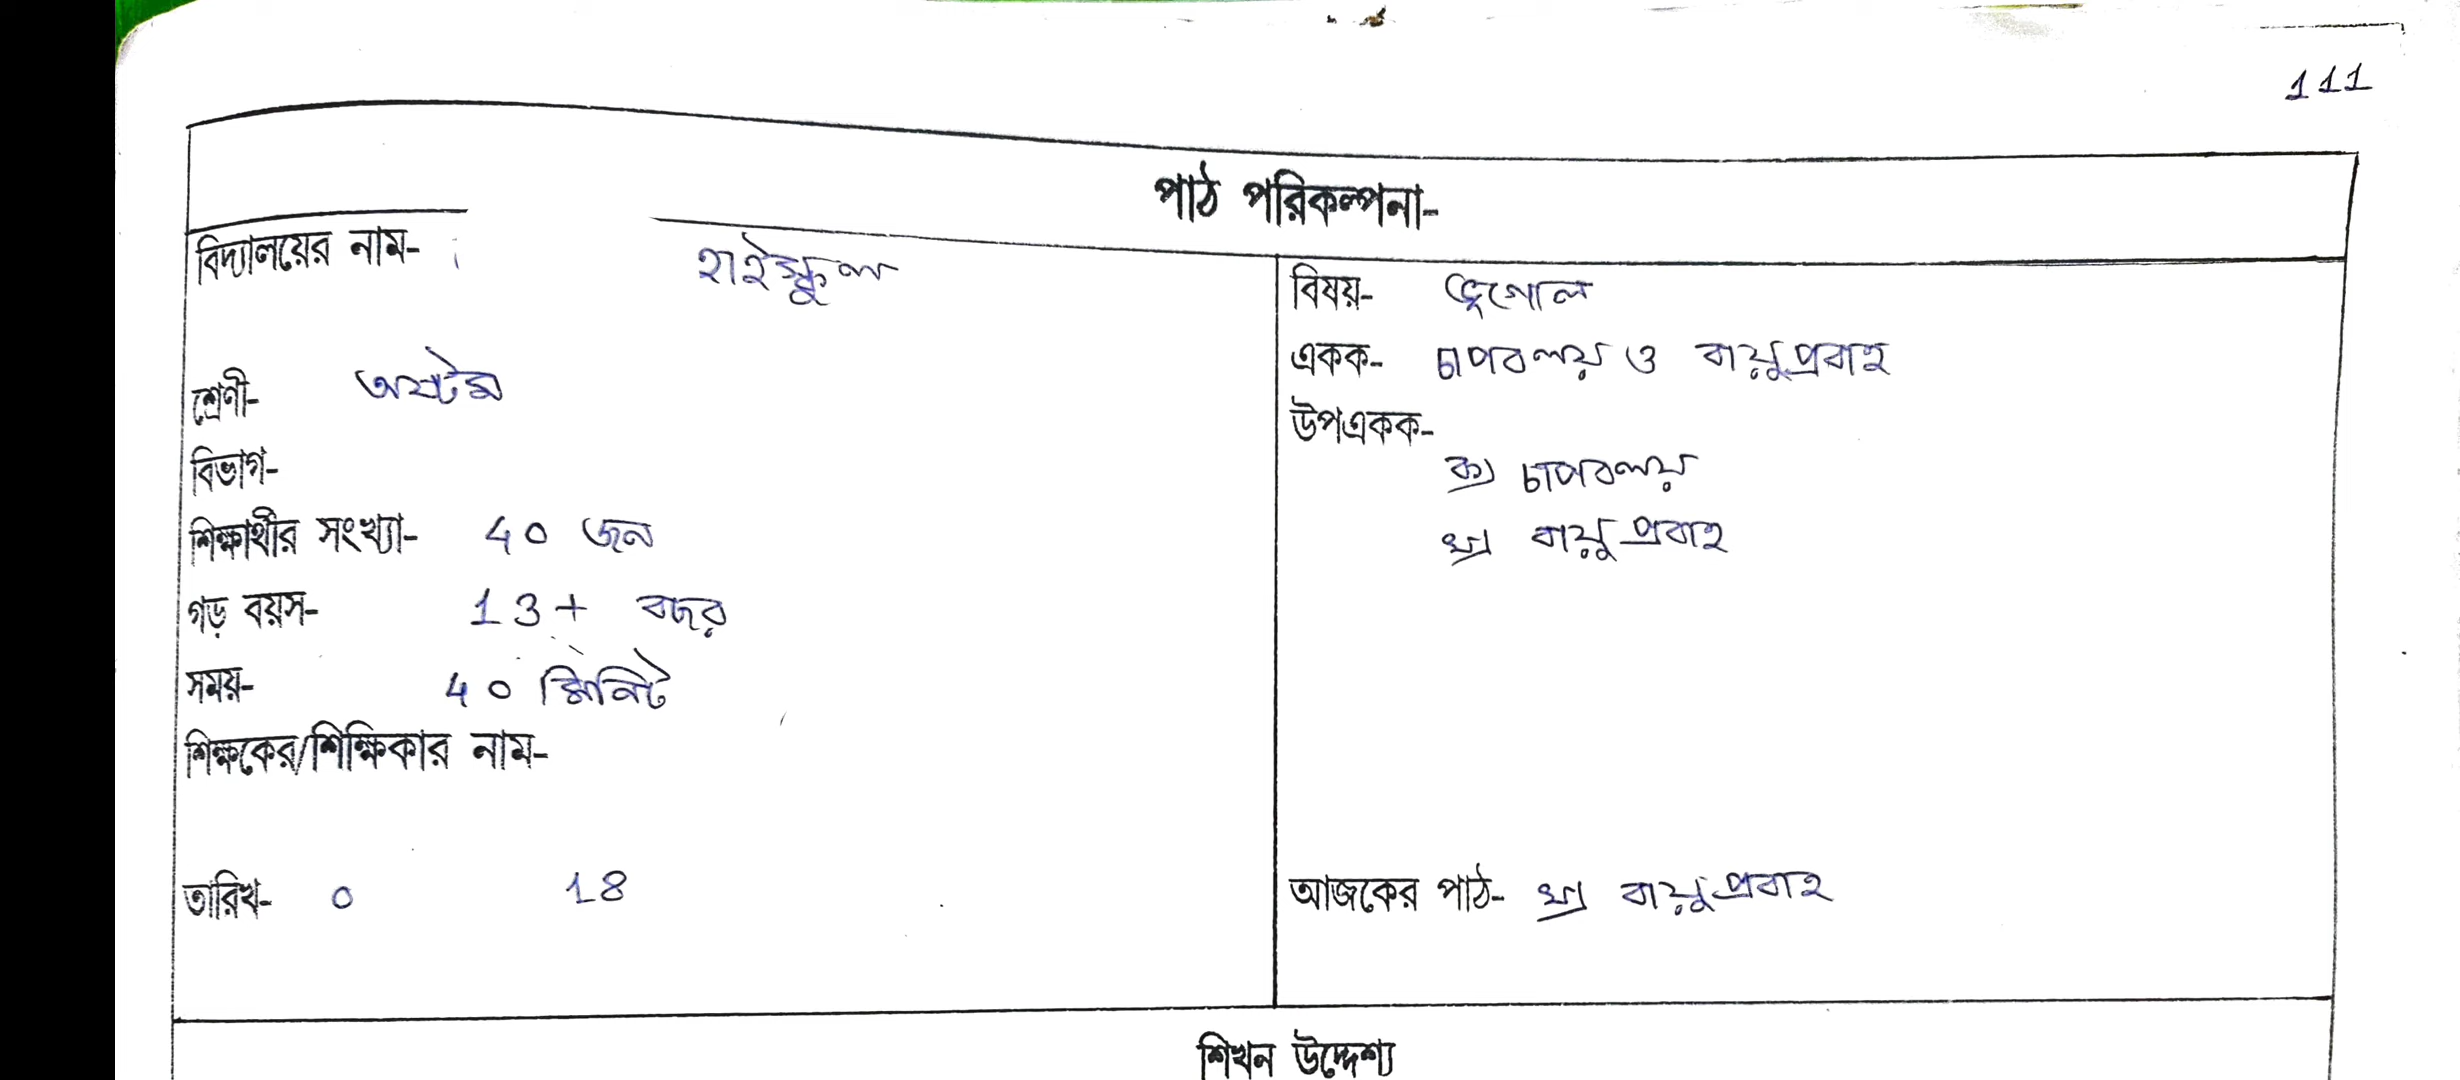 111
পাঠ পরিকল্পনা-
বিদ্যালয়ের নাম- হাইস্কুল
শ্রেণী- অষ্টম
বিভাগ-
শিক্ষার্থীর সংখ্যা- 40 জন
গড় বয়স- 13+ বছর
সময়- 40 মিনিট
শিক্ষকের/শিক্ষিকার নাম-
তারিখ- 0 18
বিষয়- ভূগোল
একক- চাপবলয় ও বায়ুপ্রবাহ
উপএকক-
ক) চাপবলয়
খ) বায়ুপ্রবাহ
আজকের পাঠ- খ) বায়ুপ্রবাহ
শিখন উদ্দেশ্য